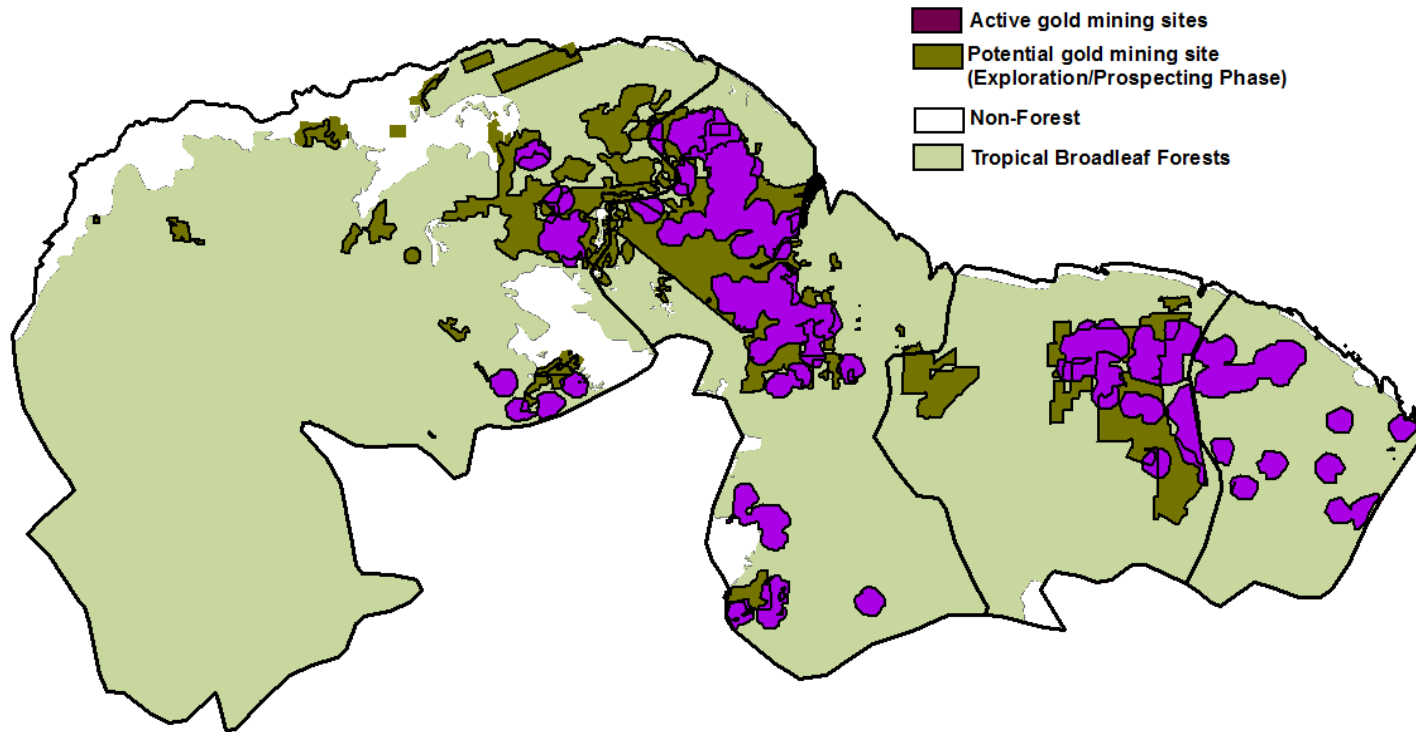 Active gold mining sites
Potential gold mining site
(Exploration/Prospecting Phase)
Non-Forest
Tropical Broadleaf Forests